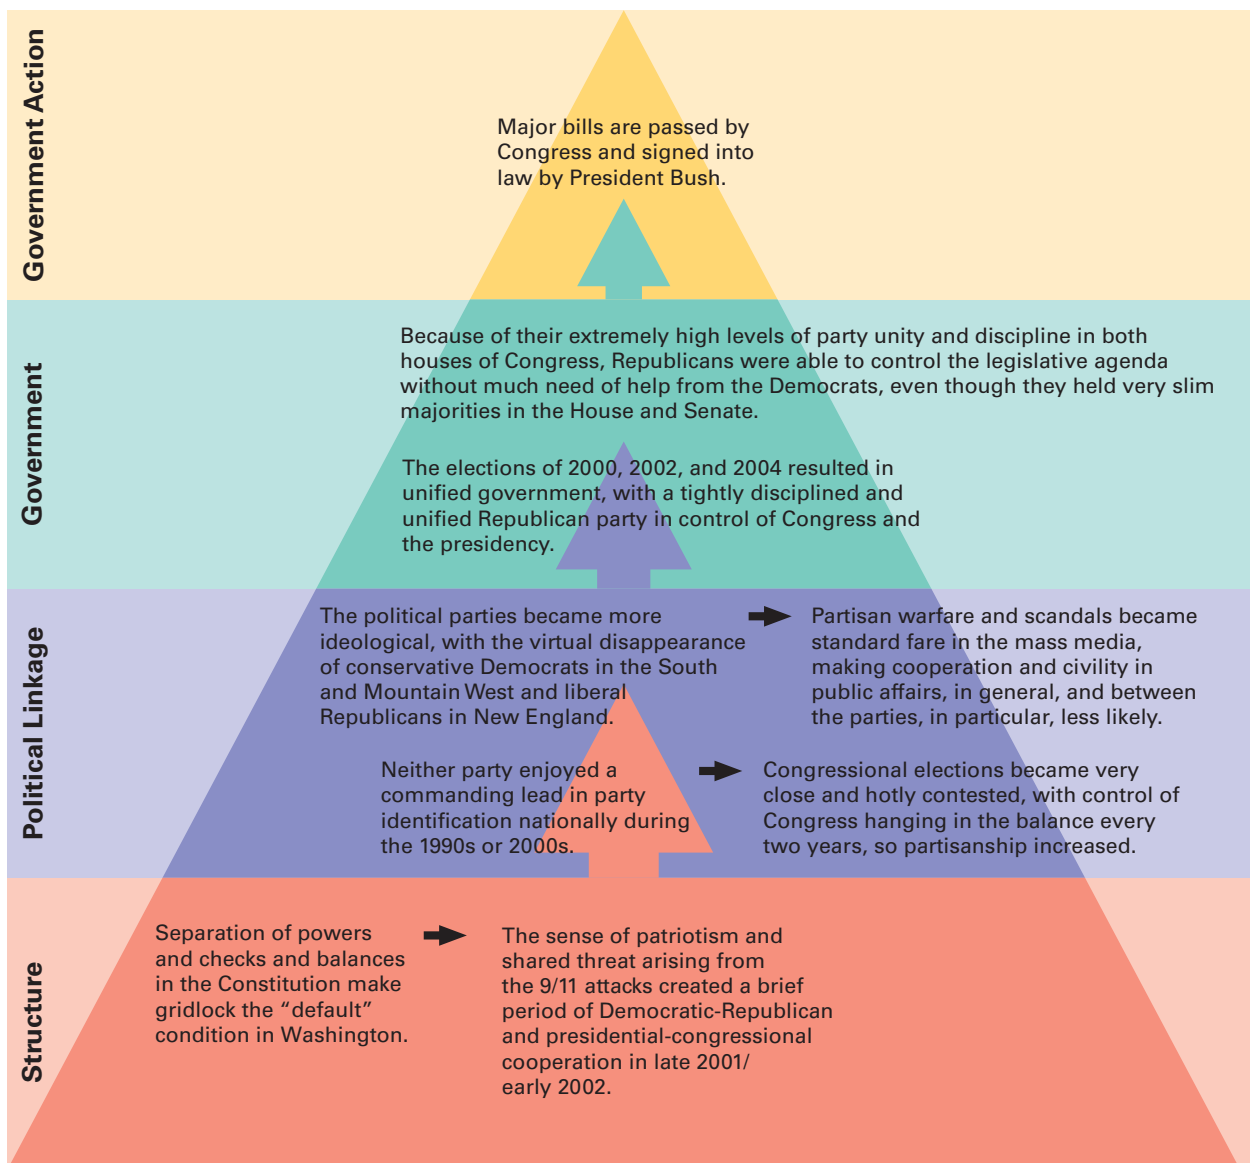 Government Action
Major bills are passed by
Congress and signed into
law by President Bush.
Government
Because of their extremely high levels of party unity and discipline in both
houses of Congress, Republicans were able to control the legislative agenda
without much need of help from the Democrats, even though they held very slim
majorities in the House and Senate.
The elections of 2000, 2002, and 2004 resulted in
unified government, with a tightly disciplined and
unified Republican party in control of Congress and
the presidency.
Political Linkage
The political parties became more
ideological, with the virtual disappearance
of conservative Democrats in the South
and Mountain West and liberal
Republicans in New England.
Partisan warfare and scandals became
standard fare in the mass media,
making cooperation and civility in
public affairs, in general, and between
the parties, in particular, less likely.
Neither party enjoyed a
commanding lead in party
identification nationally during
the 1990s or 2000s.
Congressional elections became very
close and hotly contested, with control of
Congress hanging in the balance every
two years, so partisanship increased.
Structure
Separation of powers
and checks and balances
in the Constitution make
gridlock the “default”
condition in Washington.
The sense of patriotism and
shared threat arising from
the 9/11 attacks created a brief
period of Democratic-Republican
and presidential-congressional
cooperation in late 2001/
early 2002.